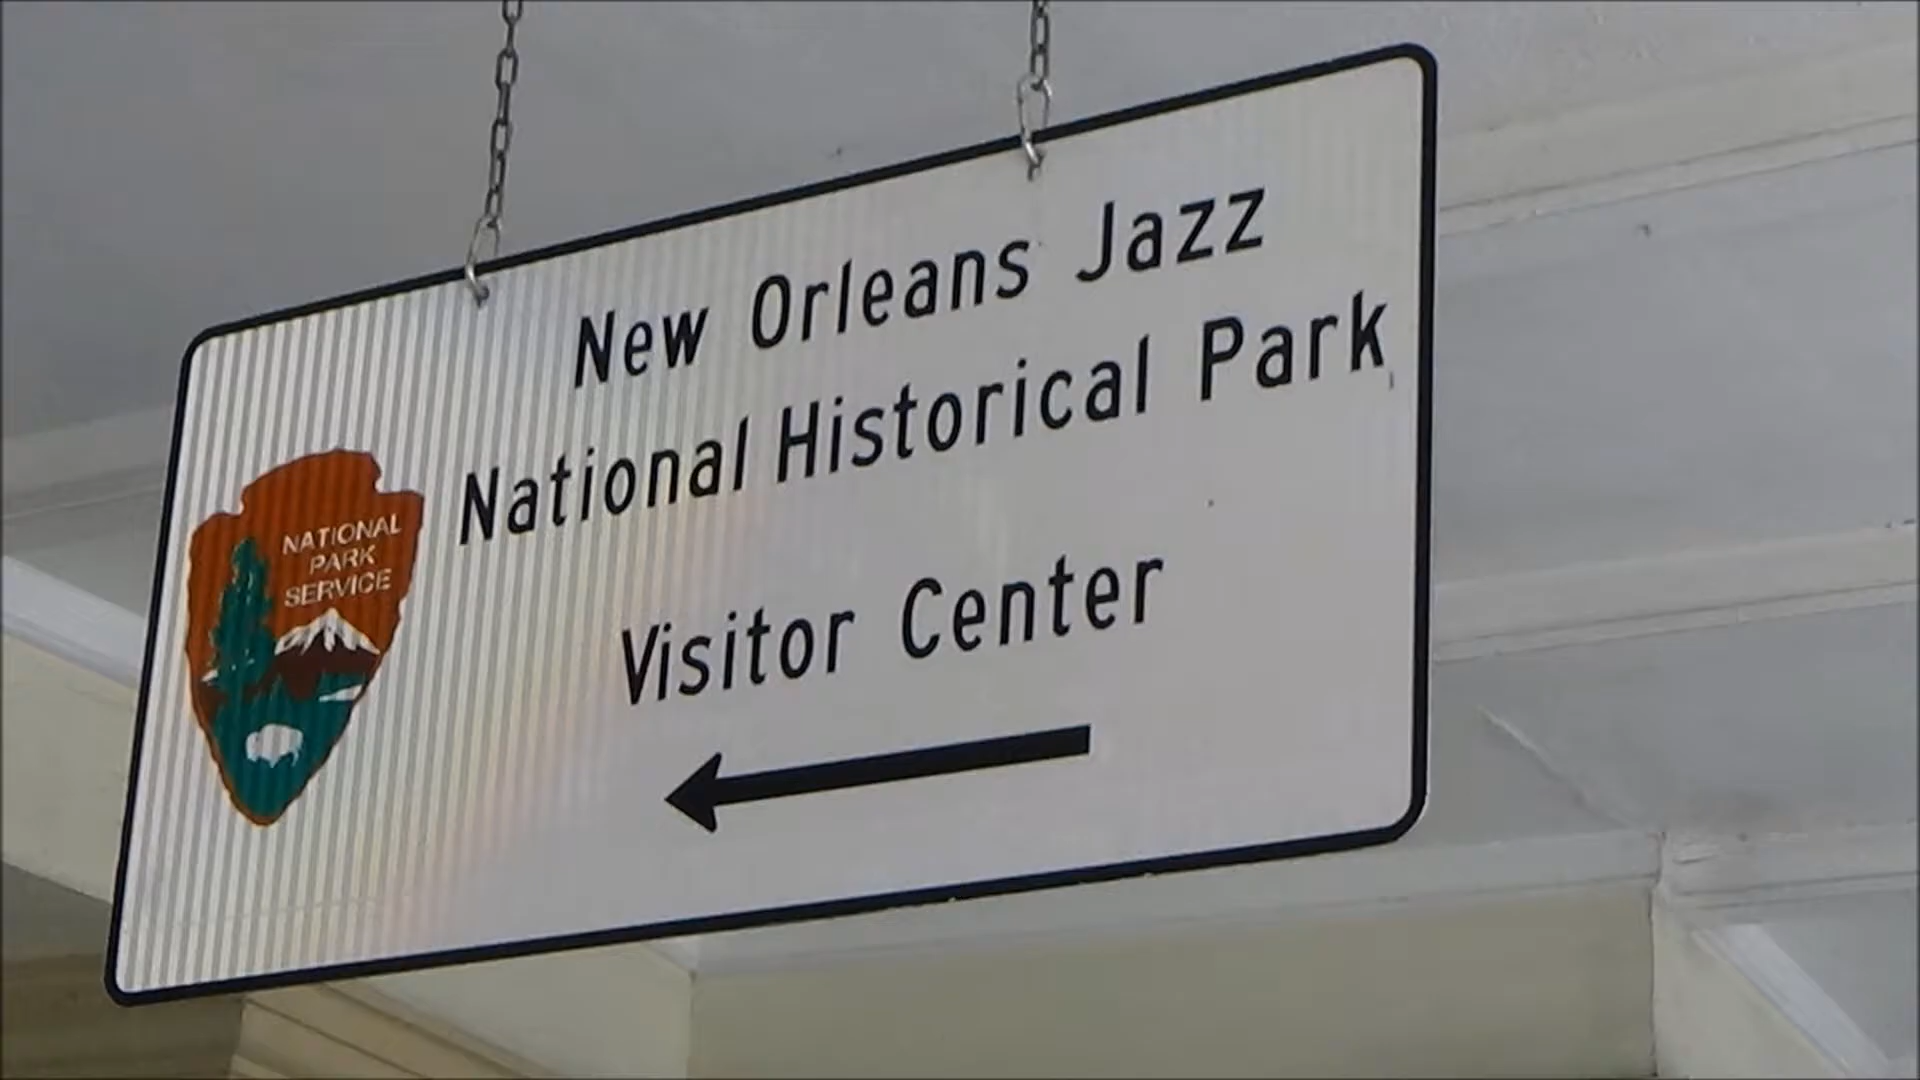 New Orleans Jazz
National Historical Park
Visitor Center
NATIONAL
PARK
SERVICE